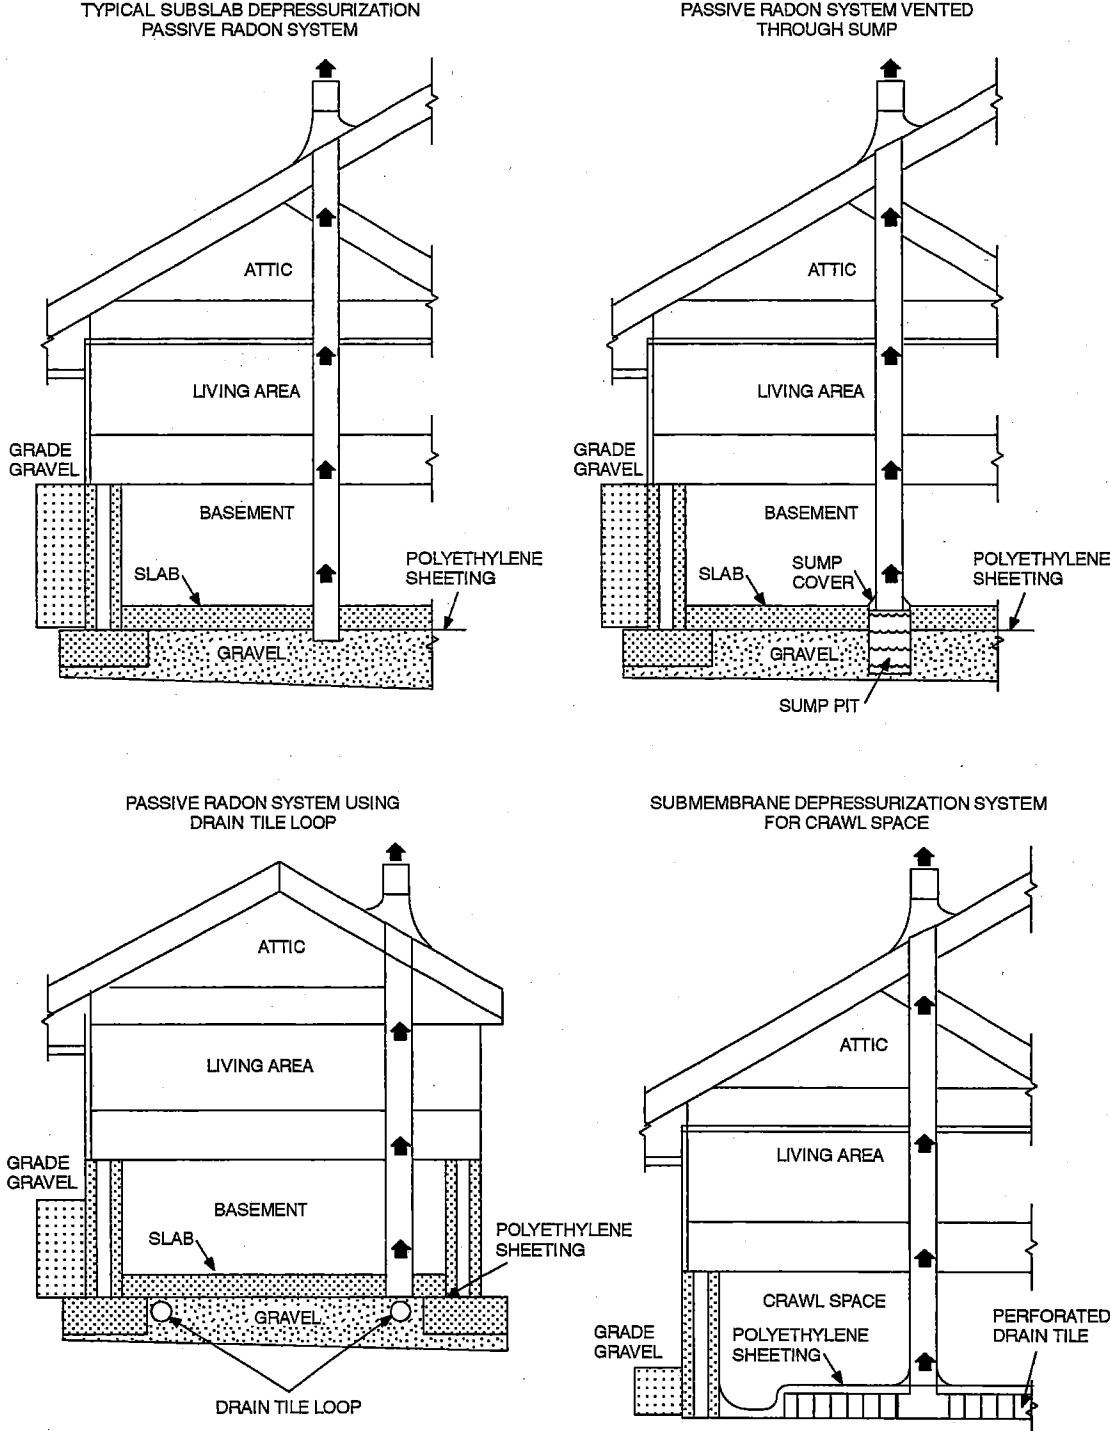 TYPICAL SUBSLAB DEPRESSURIZATION
PASSIVE RADON SYSTEM
ATTIC
LIVING AREA
GRADE
GRAVEL
BASEMENT
POLYETHYLENE
SHEETING
SLAB
GRAVEL
PASSIVE RADON SYSTEM VENTED
THROUGH SUMP
ATTIC
LIVING AREA
GRADE
GRAVEL
BASEMENT
SUMP
COVER
POLYETHYLENE
SHEETING
SLAB
GRAVEL
SUMP PIT
PASSIVE RADON SYSTEM USING
DRAIN TILE LOOP
ATTIC
LIVING AREA
GRADE
GRAVEL
BASEMENT
SLAB
POLYETHYLENE
SHEETING
GRAVEL
DRAIN TILE LOOP
SUBMEMBRANE DEPRESSURIZATION SYSTEM
FOR CRAWL SPACE
ATTIC
LIVING AREA
CRAWL SPACE
GRADE
GRAVEL
POLYETHYLENE
SHEETING
PERFORATED
DRAIN TILE